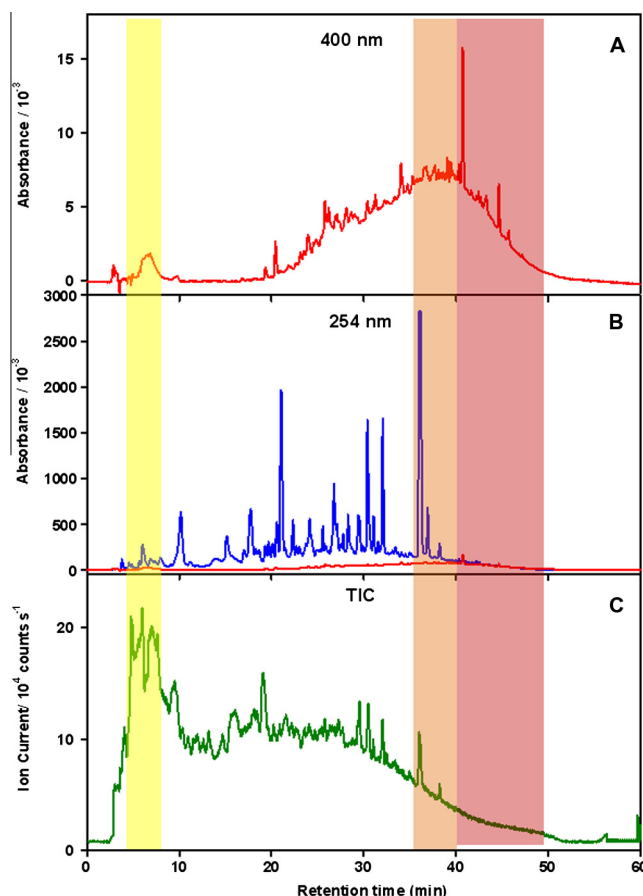 400 nm
A
Absorbance / 10⁻³
15
10
5
0
254 nm
B
Absorbance / 10⁻³
3000
2500
2000
1500
1000
500
0
TIC
C
Ion Current/ 10⁴ counts s⁻¹
20
10
0
0 10 20 30 40 50 60
Retention time (min)